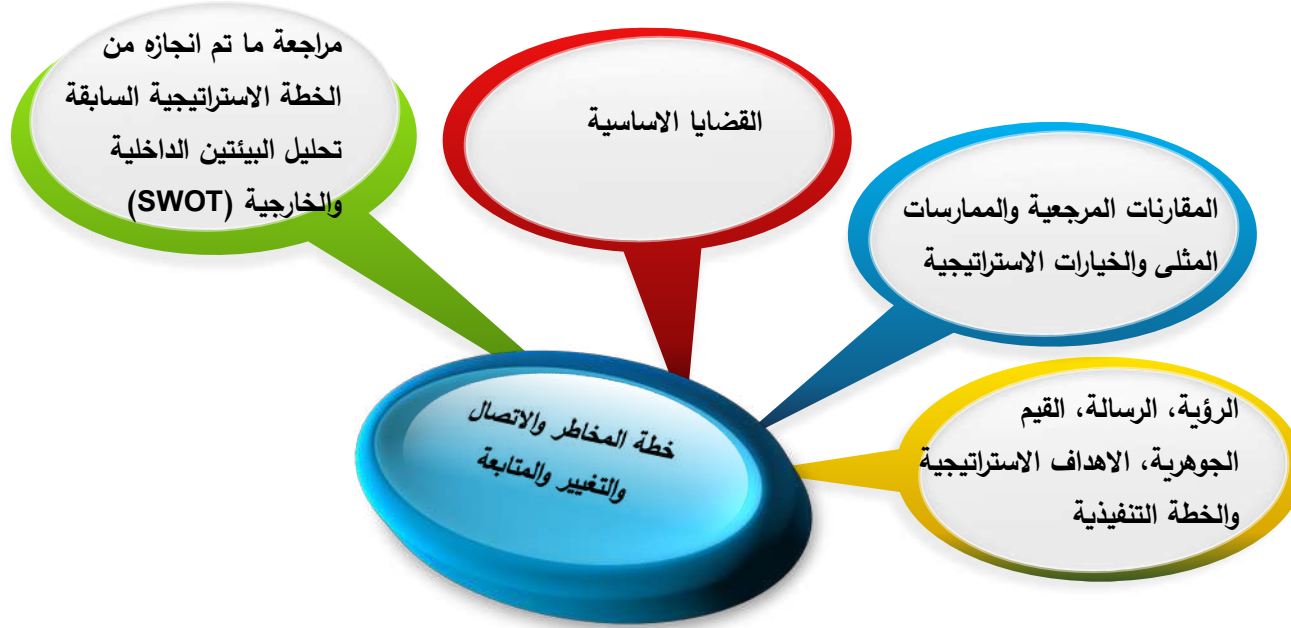 مراجعة ما تم انجازه من
الخطة الاستراتيجية السابقة
تحليل البيئتين الداخلية
والخارجية (SWOT)
القضايا الاساسية
المقارنات المرجعية والممارسات
المثلى والخيارات الاستراتيجية
الرؤية، الرسالة، القيم
الجوهرية، الاهداف الاستراتيجية
والخطة التنفيذية
خطة المخاطر والاتصال
والتغيير والمتابعة